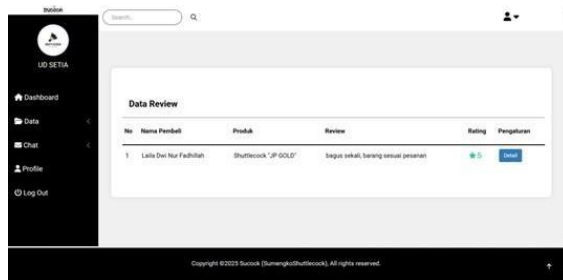 Sucock
Search..
UD SETIA
Dashboard
Data
Chat
Profile
Log Out
Data Review
No Nama Pembeli Produk Review Rating Pengaturan
1 Laila Dwi Nur Fadhillah Shuttlecock "JP GOLD" bagus sekali, barang sesuai pesanan 5 Detail
Copyright ©2025 Sucock (SumengkoShuttlecock), All rights reserved.